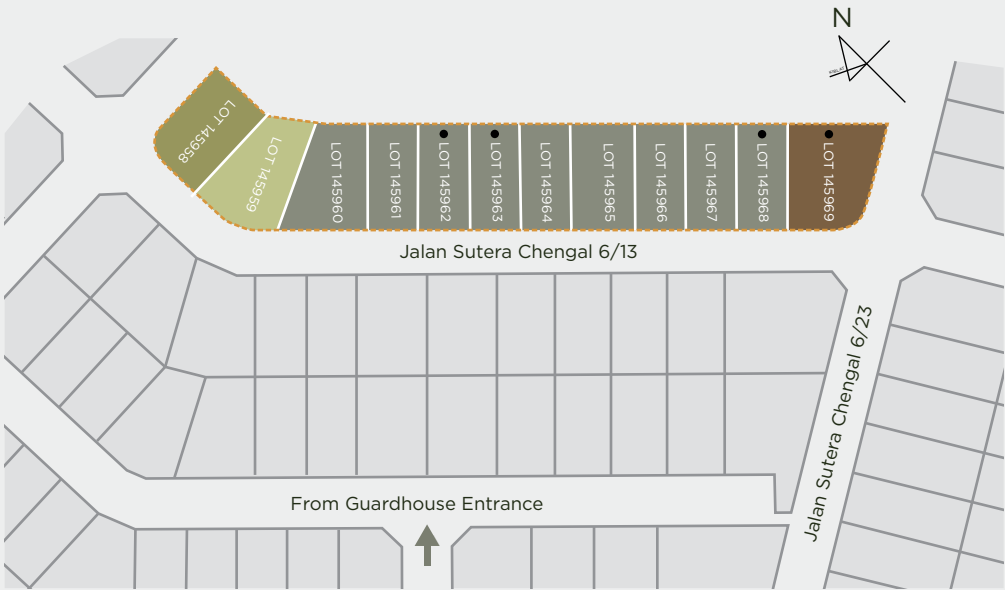 N
KIBLAT
LOT 145958
LOT 145959
LOT 145960
LOT 145961
LOT 145962
LOT 145963
LOT 145964
LOT 145965
LOT 145966
LOT 145967
LOT 145968
LOT 145969
Jalan Sutera Chengal 6/13
Jalan Sutera Chengal 6/23
From Guardhouse Entrance